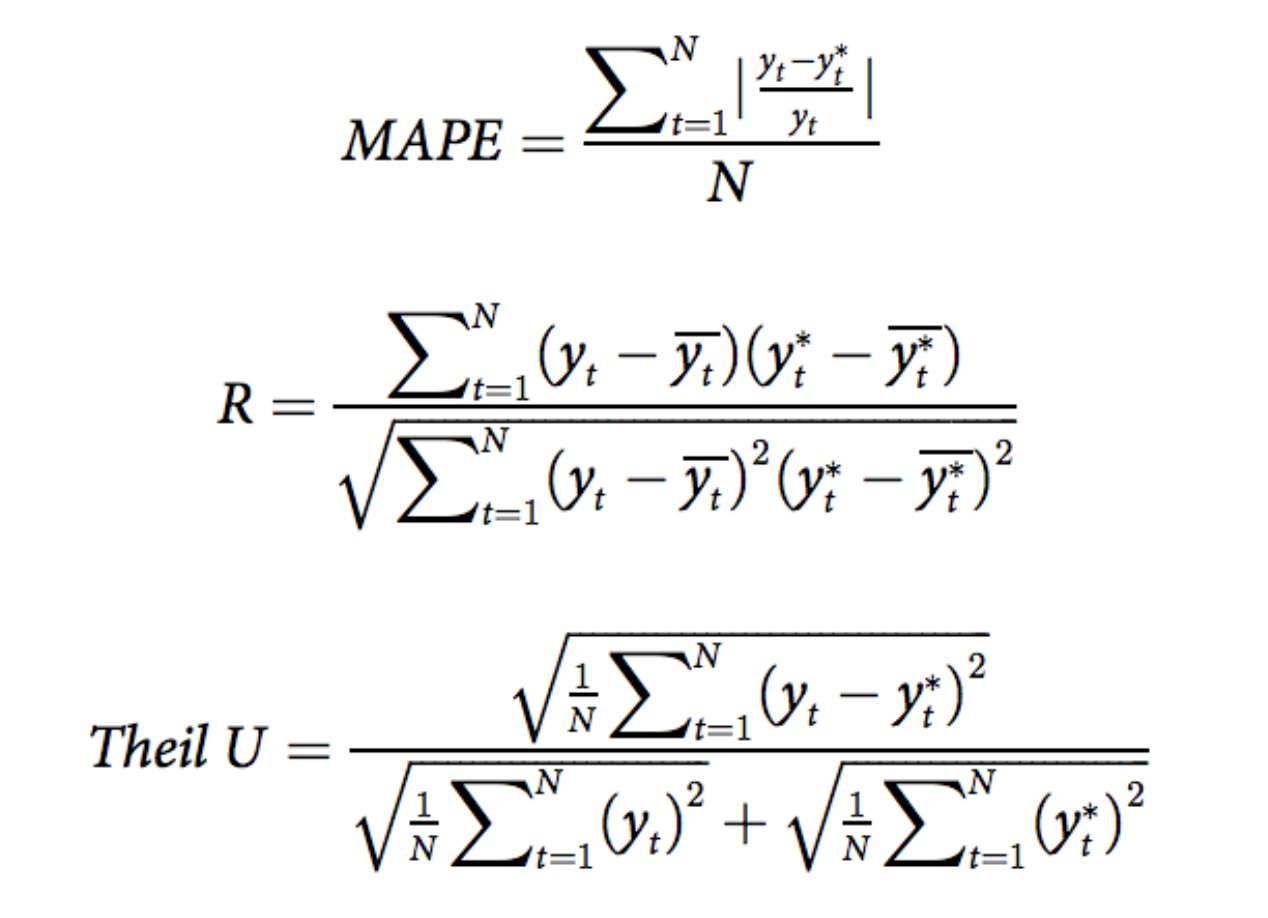 $MAPE = \frac{\sum_{t=1}^{N} | \frac{y_t - y_t^*}{y_t} |}{N}$
$R = \frac{\sum_{t=1}^{N} (y_t - \overline{y_t})(y_t^* - \overline{y_t^*})}{\sqrt{\sum_{t=1}^{N} (y_t - \overline{y_t})^2 (y_t^* - \overline{y_t^*})^2}}$
$Theil\ U = \frac{\sqrt{\frac{1}{N} \sum_{t=1}^{N} (y_t - y_t^*)^2}}{\sqrt{\frac{1}{N} \sum_{t=1}^{N} (y_t)^2} + \sqrt{\frac{1}{N} \sum_{t=1}^{N} (y_t^*)^2}}$